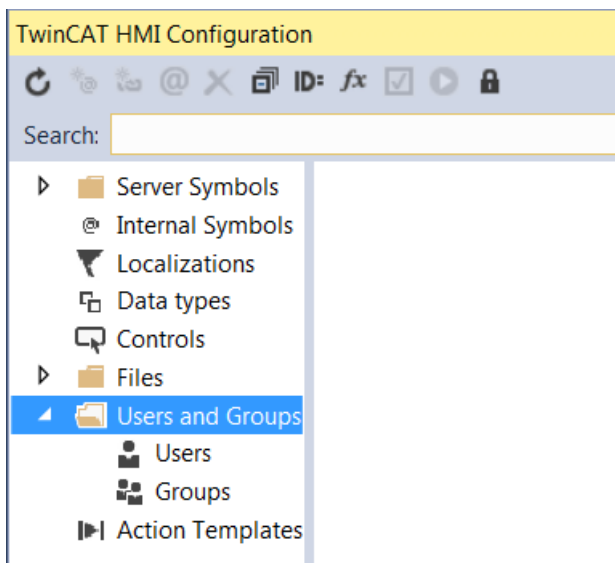 TwinCAT HMI Configuration
@ ID= fx
Search:
Server Symbols
Internal Symbols
Localizations
Data types
Controls
Files
Users and Groups
Users
Groups
Action Templates